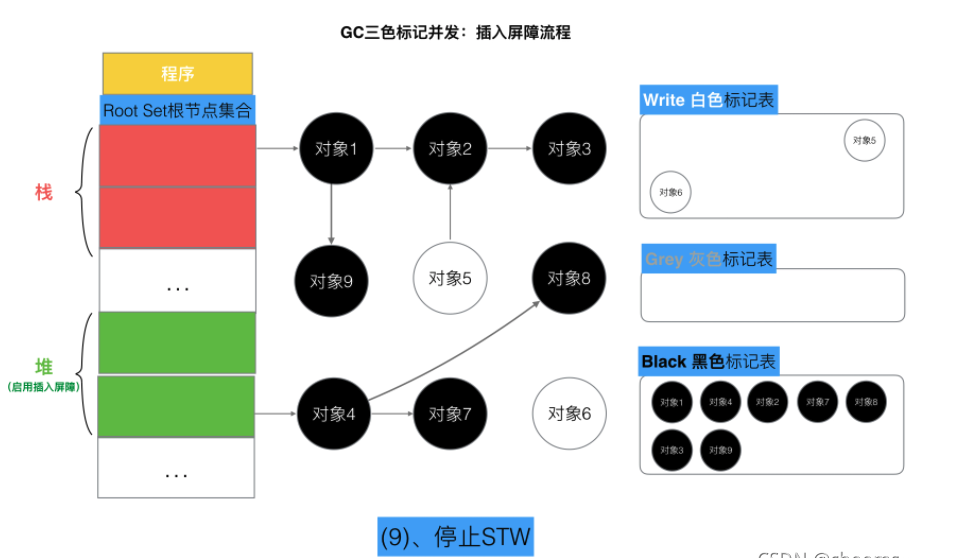 GC三色标记并发：插入屏障流程
程序
Root Set根节点集合
栈
...
堆
(启用插入屏障)
...
对象1
对象2
对象3
对象9
对象5
对象8
对象4
对象7
对象6
Write 白色标记表
对象5
对象6
Grey 灰色标记表
Black 黑色标记表
对象1
对象4
对象2
对象7
对象8
对象3
对象9
(9)、停止STW